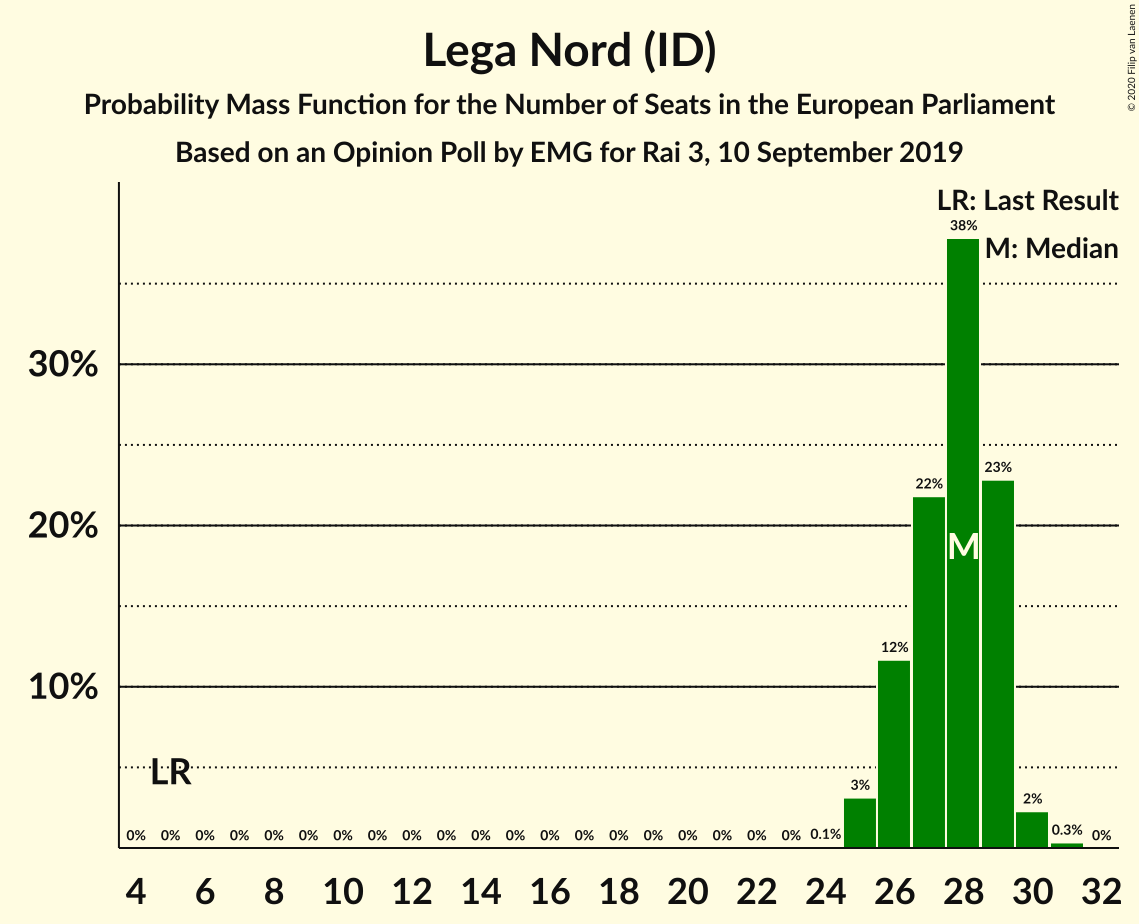 Lega Nord (ID)
Probability Mass Function for the Number of Seats in the European Parliament
Based on an Opinion Poll by EMG for Rai 3, 10 September 2019
© 2020 Filip van Laenen
LR: Last Result
M: Median
38%
30%
23%
22%
20%
M
12%
10%
LR
3%
2%
0% 0% 0% 0% 0% 0% 0% 0% 0% 0% 0% 0% 0% 0% 0% 0% 0% 0% 0% 0% 0.1% 0.3% 0%
4 6 8 10 12 14 16 18 20 22 24 26 28 30 32